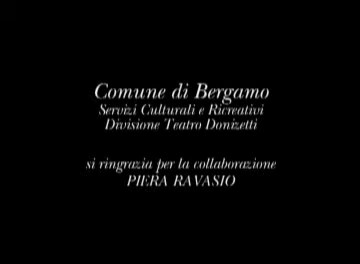 Comune di Bergamo
Servizi Culturali e Ricreativi
Divisione Teatro Donizetti
si ringrazia per la collaborazione
PIERA RAVASIO